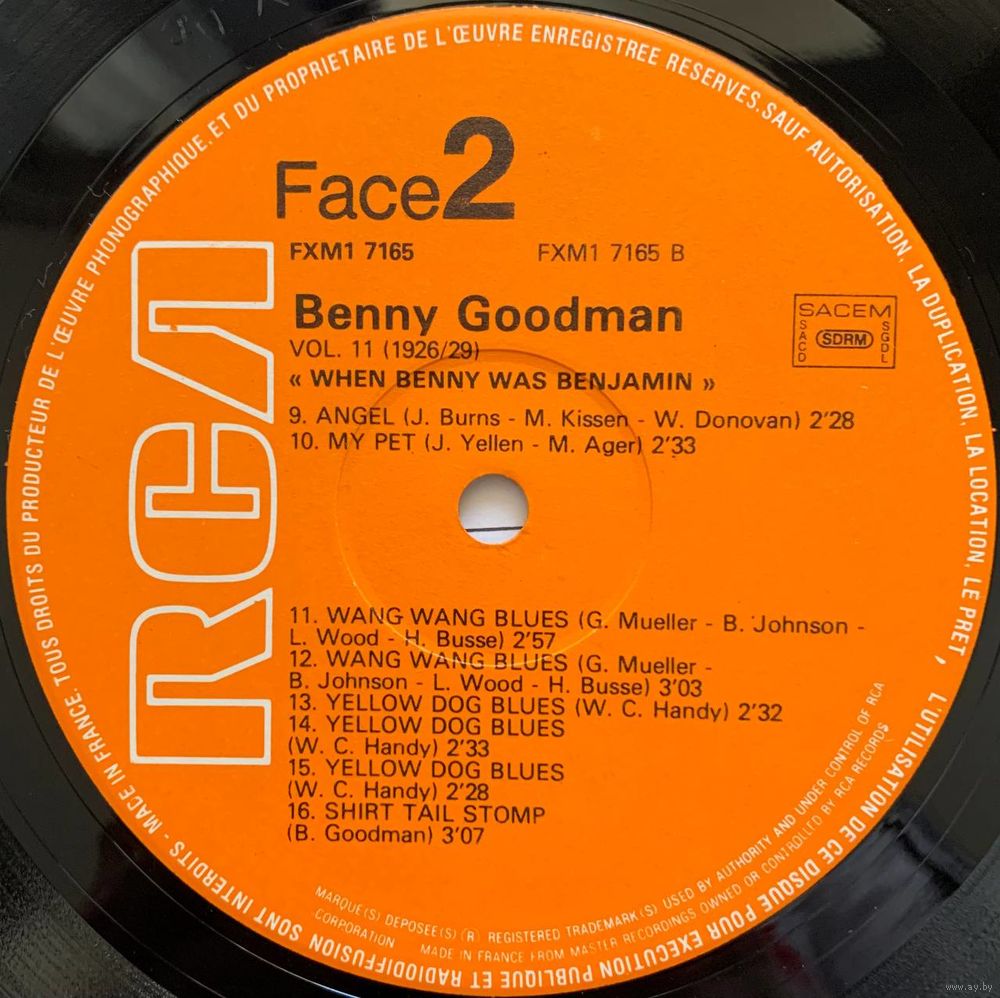 Face 2
FXM1 7165 FXM1 7165 B
Benny Goodman
VOL. 11 (1926/29)
« WHEN BENNY WAS BENJAMIN »
SACEM
SACD SDRM SGDL
9. ANGEL (J. Burns - M. Kissen - W. Donovan) 2’28
10. MY PET (J. Yellen - M. Ager) 2’33
11. WANG WANG BLUES (G. Mueller - B. Johnson -
L. Wood - H. Busse) 2’57
12. WANG WANG BLUES (G. Mueller -
B. Johnson - L. Wood - H. Busse) 3’03
13. YELLOW DOG BLUES (W. C. Handy) 2’32
14. YELLOW DOG BLUES
(W. C. Handy) 2’33
15. YELLOW DOG BLUES
(W. C. Handy) 2’28
16. SHIRT TAIL STOMP
(B. Goodman) 3’07
RCA
MACE IN FRANCE. TOUS DROITS DU PRODUCTEUR DE L'ŒUVRE PHONOGRAPHIQUE. ET DU PROPRIETAIRE DE L'ŒUVRE ENREGISTREE RESERVES. SAUF AUTORISATION, LA DUPLICATION, LA LOCATION, LE PRET, L'UTILISATION DE CE DISQUE POUR EXECUTION PUBLIQUE ET RADIODIFFUSION SONT INTERDITS -
MARQUE(S) DEPOSEE(S) (R) REGISTERED TRADEMARK(S) USED BY AUTHORITY AND UNDER CONTROL OF RCA
CORPORATION MADE IN FRANCE FROM MASTER RECORDINGS OWNED OR CONTROLLED BY RCA RECORDS
www.ay.by